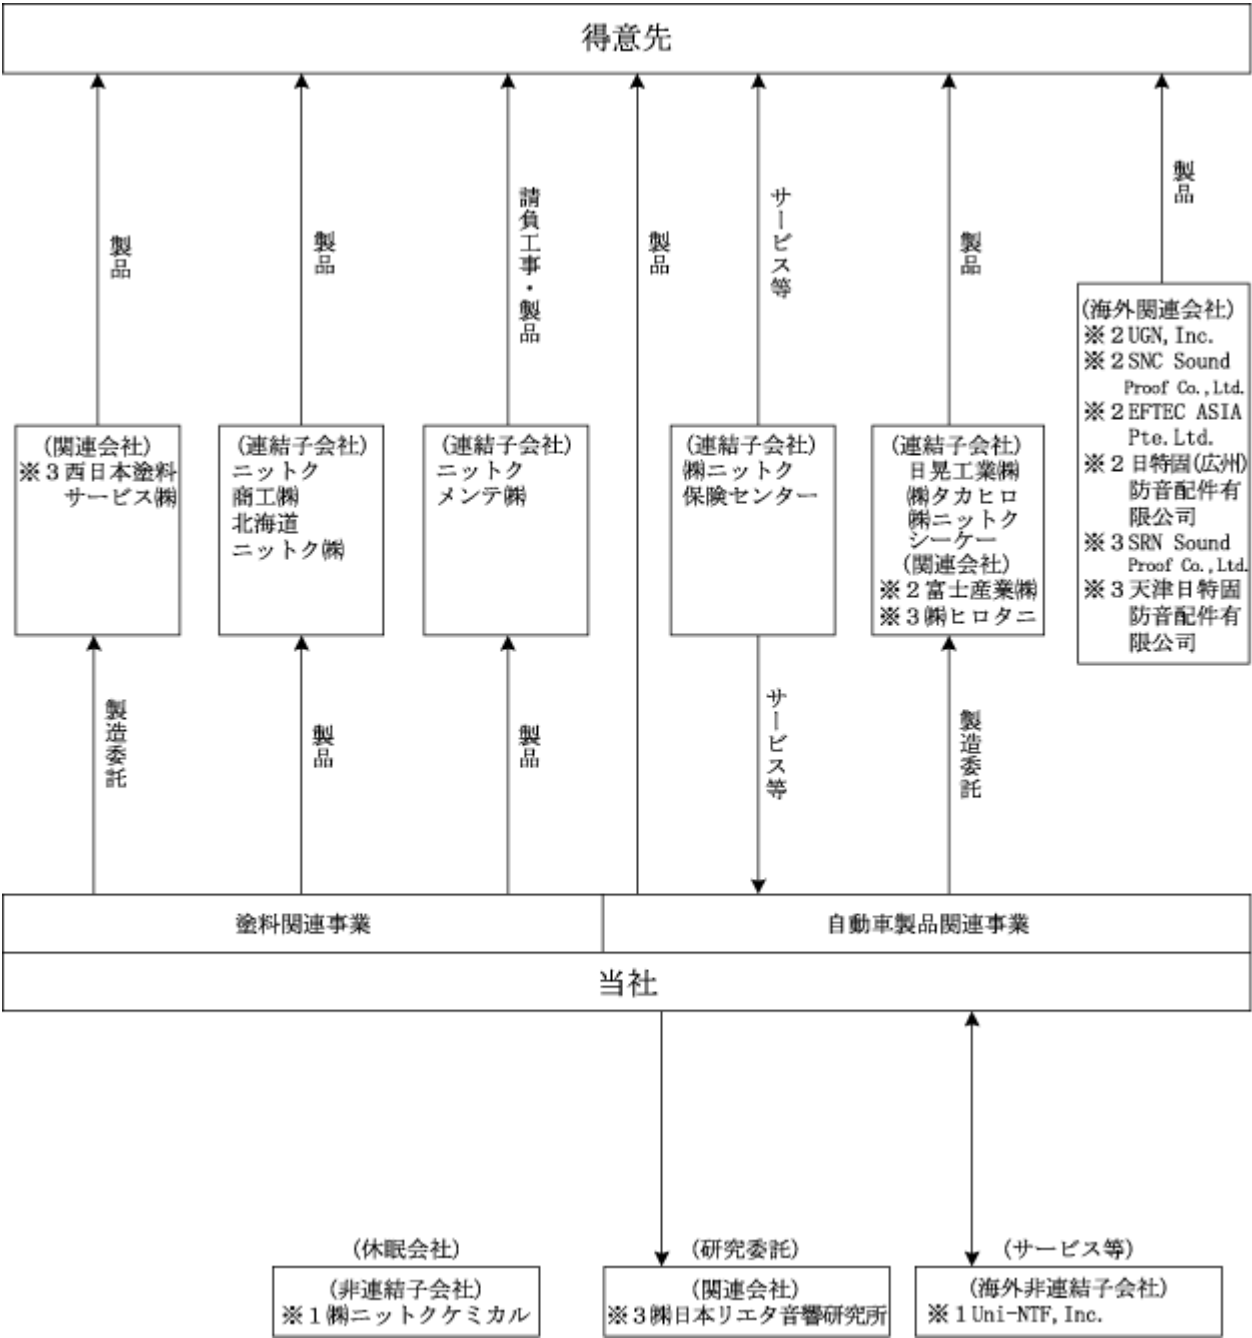 得意先
製品
製品
請負工事・製品
製品
サービス等
製品
製品
(関連会社)
※3西日本塗料
サービス㈱
(連結子会社)
ニットク
商工㈱
北海道
ニットク㈱
(連結子会社)
ニットク
メンテ㈱
(連結子会社)
㈱ニットク
保険センター
(連結子会社)
日晃工業㈱
㈱タカヒロ
㈱ニットク
シーケー
(関連会社)
※2富士産業㈱
※3㈱ヒロタニ
(海外関連会社)
※2UGN,Inc.
※2SNC Sound
Proof Co.,Ltd.
※2EFTEC ASIA
Pte.Ltd.
※2日特固(広州)
防音配件有
限公司
※3SRN Sound
Proof Co.,Ltd.
※3天津日特固
防音配件有
限公司
製造委託
製品
製品
サービス等
製造委託
塗料関連事業
自動車製品関連事業
当社
(休眠会社)
(非連結子会社)
※1㈱ニットクケミカル
(研究委託)
(関連会社)
※3㈱日本リエタ音響研究所
(サービス等)
(海外非連結子会社)
※1Uni-NTF,Inc.